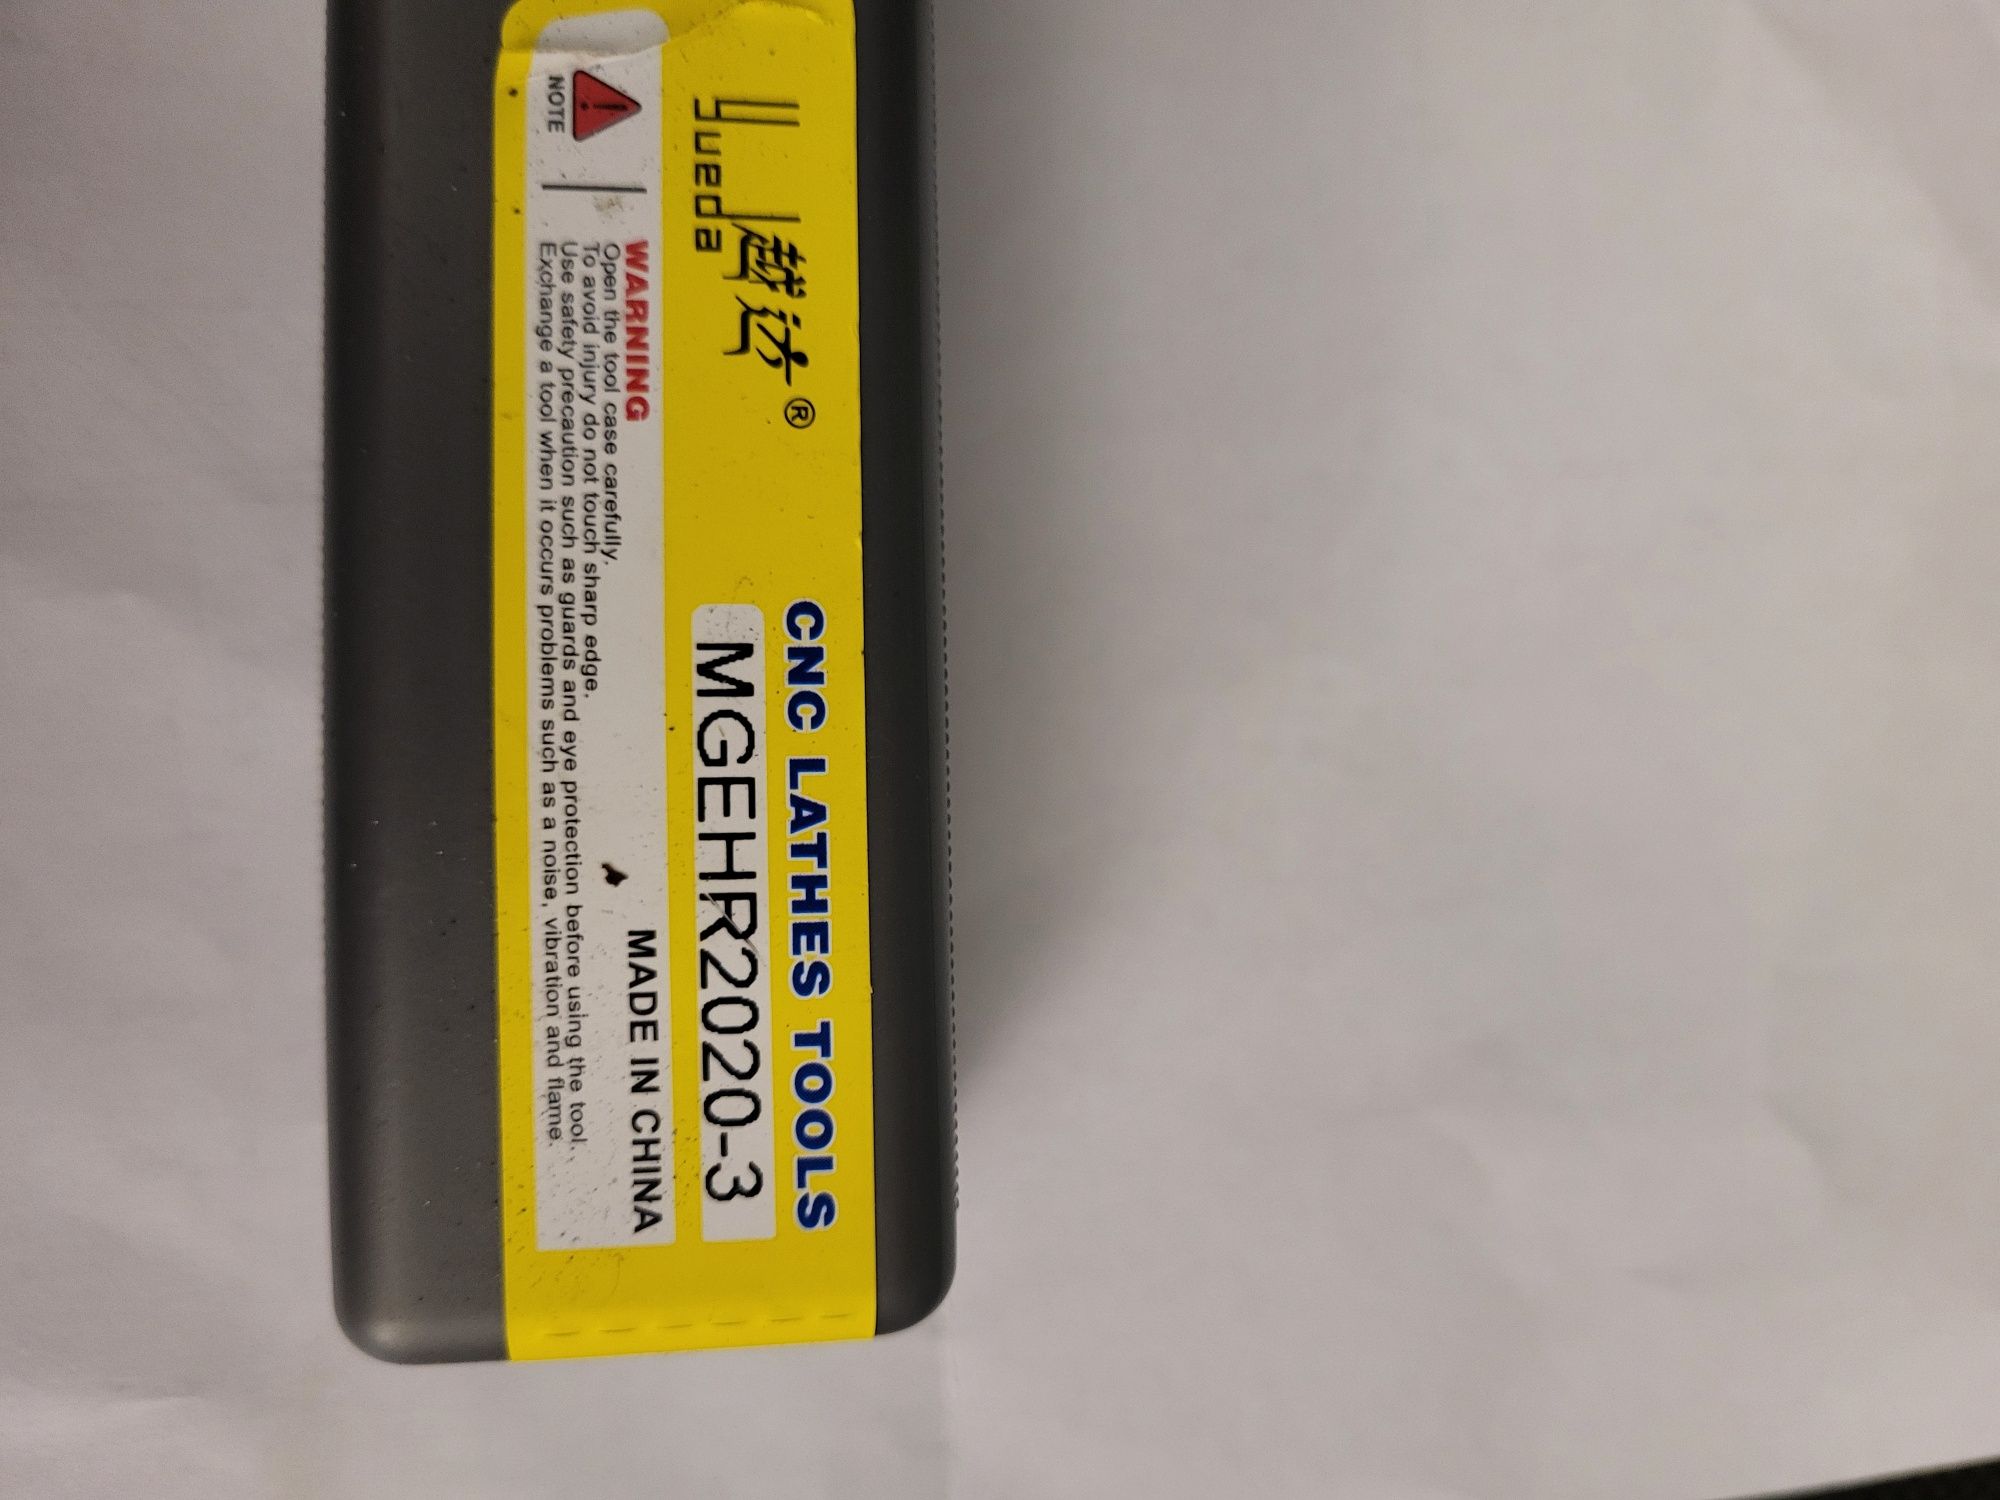 越达®
yueda
CNC LATHES TOOLS
MGEHR2020-3
NOTE
WARNING
MADE IN CHINA
Open the tool case carefully,
To avoid injury do not touch sharp edge,
Use safety precaution such as guards and eye protection before using the tool,
Exchange a tool when it occurs problems such as a noise, vibration and flame.